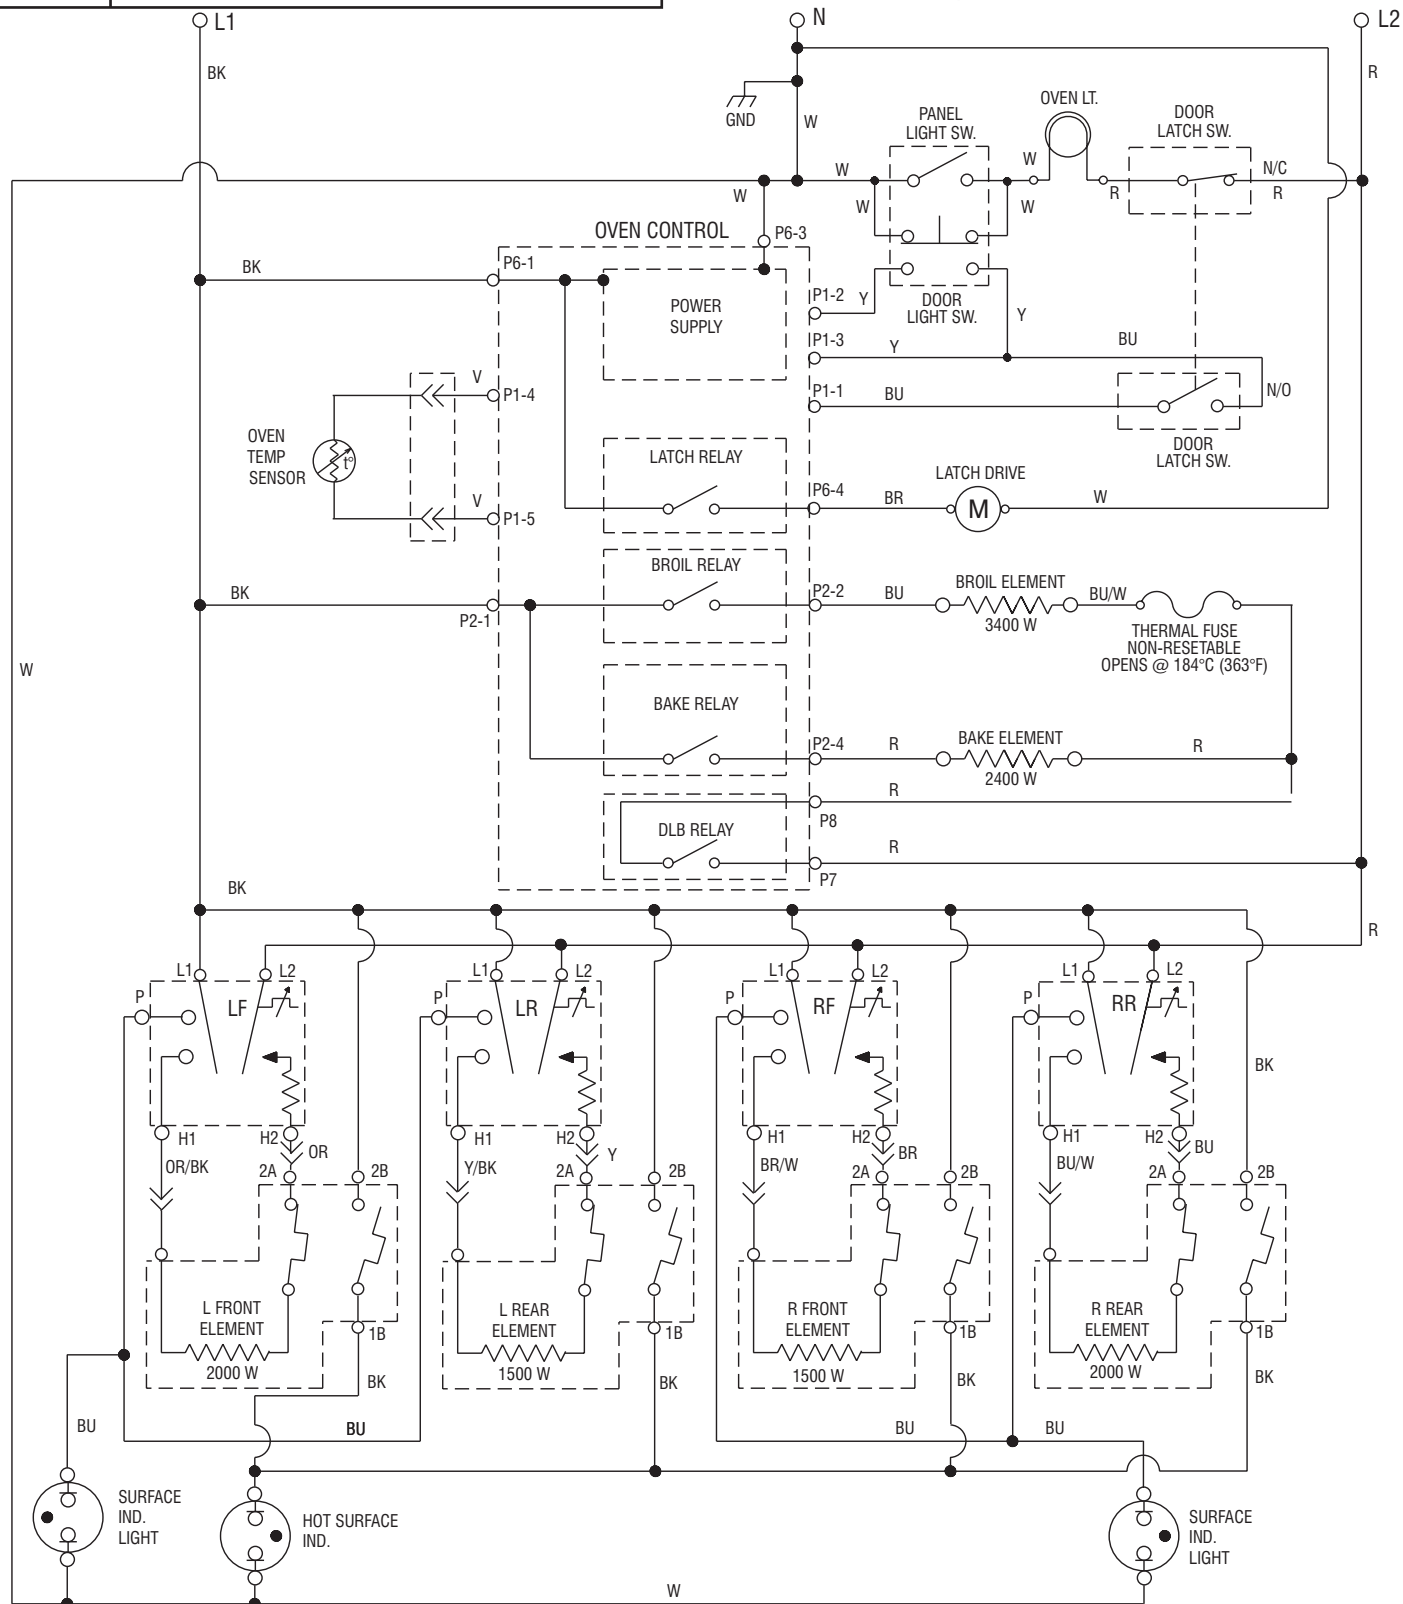 L1
N
L2
BK
R
GND
W
PANEL
LIGHT SW.
OVEN LT.
DOOR
LATCH SW.
W
W
N/C
R
R
W
W
W
OVEN CONTROL
P6-3
BK
P6-1
POWER
SUPPLY
P1-2
Y
DOOR
LIGHT SW.
Y
P1-3
Y
BU
V
P1-4
P1-1
BU
N/O
DOOR
LATCH SW.
OVEN
TEMP
SENSOR
t°
V
P1-5
LATCH RELAY
P6-4
BR
LATCH DRIVE
M
W
BROIL RELAY
BK
P2-1
P2-2
BU
BROIL ELEMENT
3400 W
BU/W
THERMAL FUSE
NON-RESETABLE
OPENS @ 184°C (363°F)
W
BAKE RELAY
P2-4
R
BAKE ELEMENT
2400 W
R
R
P8
DLB RELAY
R
P7
BK
R
L1
L2
P
LF
H1
H2
OR/BK
OR
2A
2B
L FRONT
ELEMENT
2000 W
1B
BK
L1
L2
P
LR
H1
H2
Y/BK
Y
2A
2B
L REAR
ELEMENT
1500 W
1B
BK
L1
L2
P
RF
H1
H2
BR/W
BR
2A
2B
R FRONT
ELEMENT
1500 W
1B
BK
L1
L2
P
RR
BK
H1
H2
BU/W
BU
2A
2B
R REAR
ELEMENT
2000 W
1B
BK
BU
BU
BU
BU
SURFACE
IND.
LIGHT
HOT SURFACE
IND.
SURFACE
IND.
LIGHT
W